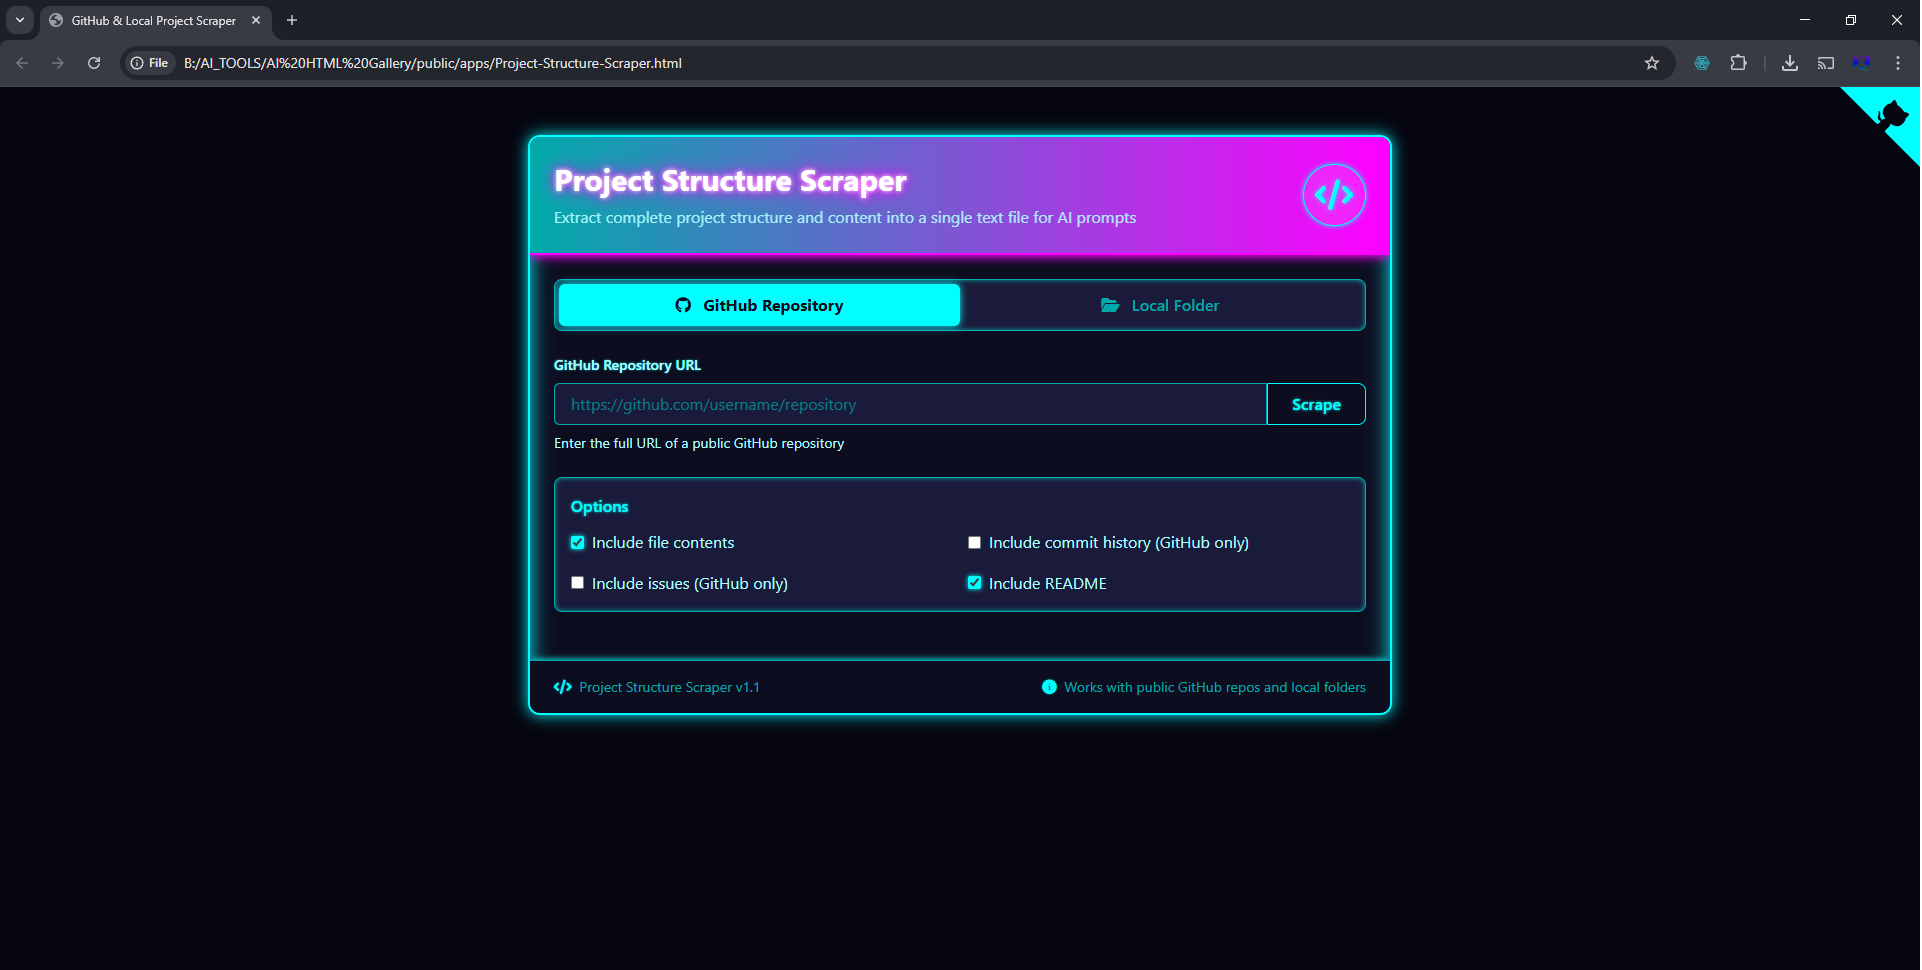 GitHub & Local Project Scraper
File
B:/AI_TOOLS/AI%20HTML%20Gallery/public/apps/Project-Structure-Scraper.html
Project Structure Scraper
Extract complete project structure and content into a single text file for AI prompts
GitHub Repository
Local Folder
GitHub Repository URL
https://github.com/username/repository
Scrape
Enter the full URL of a public GitHub repository
Options
Include file contents
Include commit history (GitHub only)
Include issues (GitHub only)
Include README
Project Structure Scraper v1.1
Works with public GitHub repos and local folders